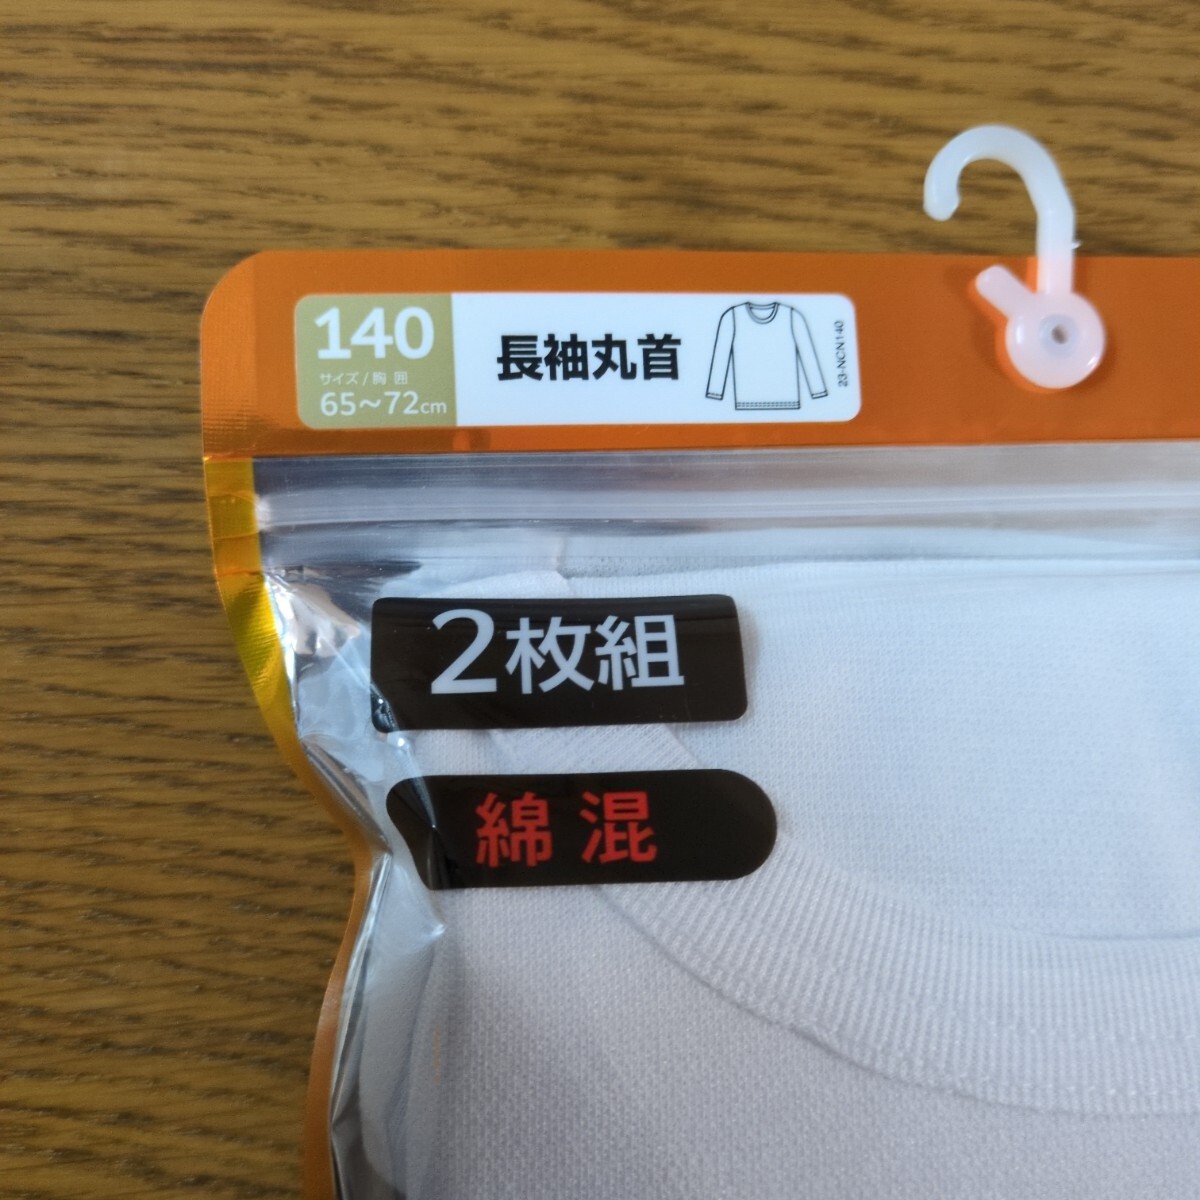 140
サイズ/胸 囲
65〜72cm
長袖丸首
23-NCN140
2枚組
綿混